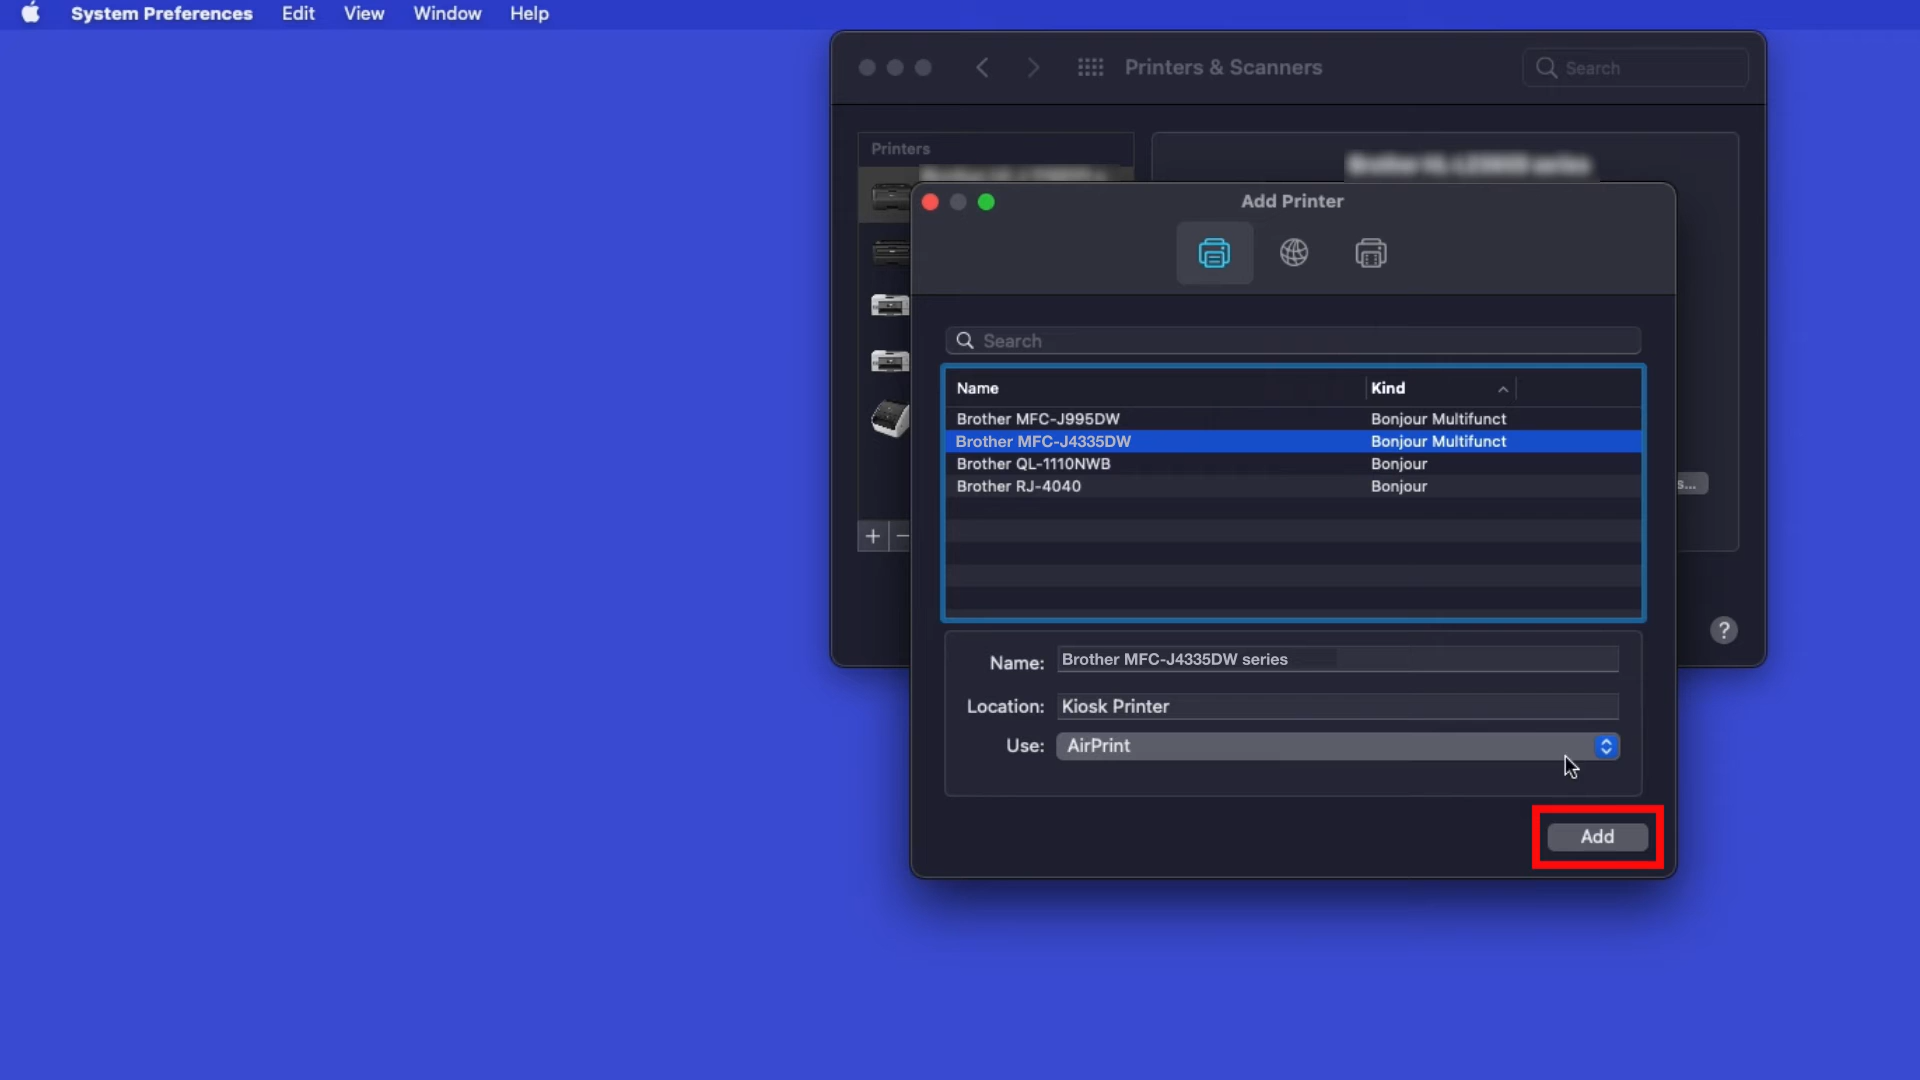 System Preferences Edit View Window Help
Printers & Scanners
Search
Printers
Add Printer
Search
Name Kind
Brother MFC-J995DW Bonjour Multifunct
Brother MFC-J4335DW Bonjour Multifunct
Brother QL-1110NWB Bonjour
Brother RJ-4040 Bonjour
s...
+ −
?
Name: Brother MFC-J4335DW series
Location: Kiosk Printer
Use: AirPrint
Add